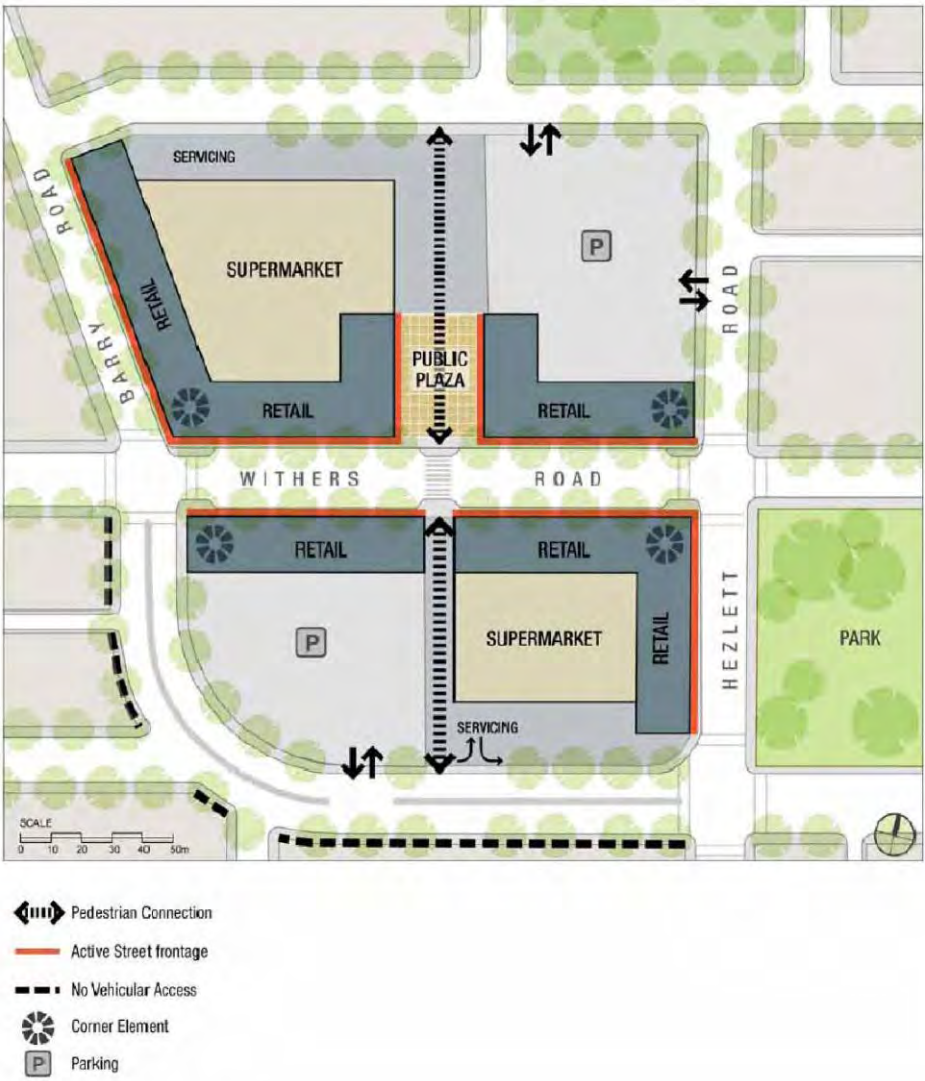 SERVICING
BARRY ROAD
SUPERMARKET
P
RETAIL
PUBLIC
PLAZA
RETAIL
RETAIL
HEZLETT ROAD
WITHERS ROAD
RETAIL
RETAIL
P
SUPERMARKET
RETAIL
PARK
SERVICING
SCALE
0 10 20 30 40 50m
Pedestrian Connection
Active Street frontage
No Vehicular Access
Corner Element
P Parking